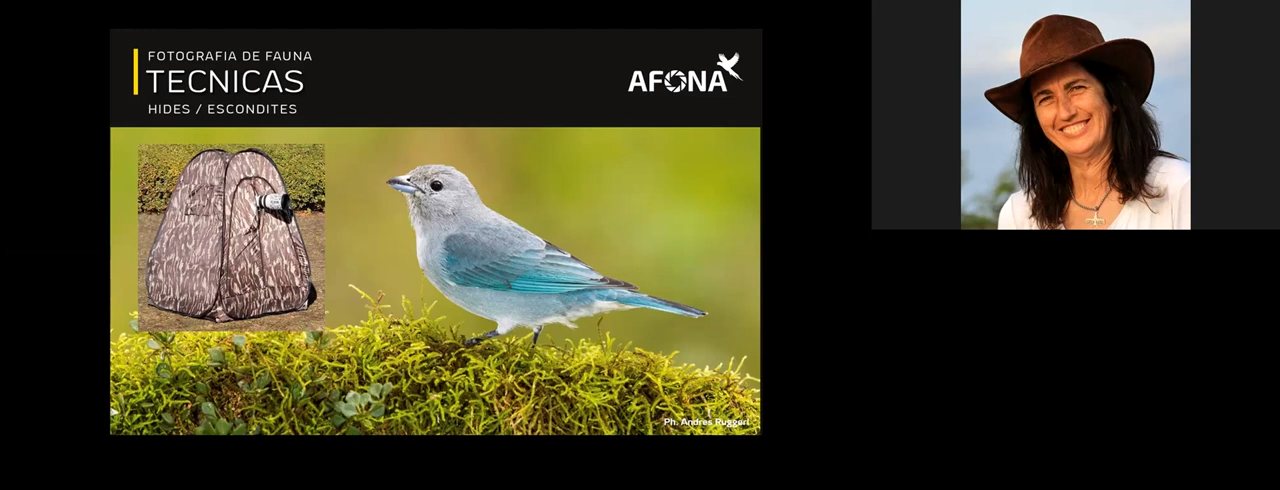 FOTOGRAFIA DE FAUNA
TECNICAS
HIDES / ESCONDITES
AFONA
Ph. Andres Ruggeri